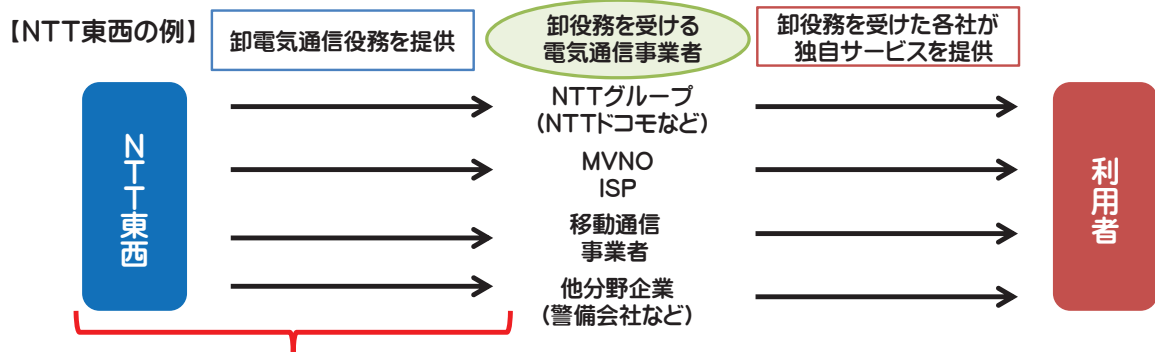 【NTT東西の例】
卸電気通信役務を提供
卸役務を受ける
電気通信事業者
卸役務を受けた各社が
独自サービスを提供
NTT東西
NTTグループ
(NTTドコモなど)
MVNO
ISP
移動通信
事業者
他分野企業
(警備会社など)
利用者